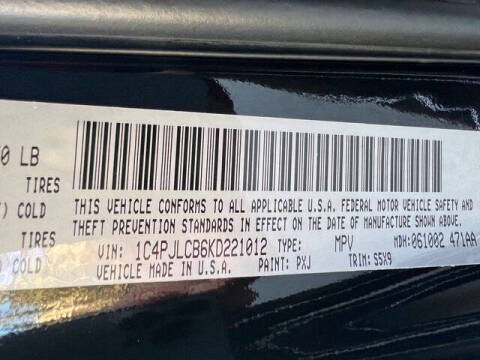 0 LB
TIRES
) COLD
TIRES
COLD
THIS VEHICLE CONFORMS TO ALL APPLICABLE U.S.A. FEDERAL MOTOR VEHICLE SAFETY AND
THEFT PREVENTION STANDARDS IN EFFECT ON THE DATE OF MANUFACTURE SHOWN ABOVE.
VIN: 1C4PJLCB6KD221012 TYPE: MPV MDH:061002 471AA
VEHICLE MADE IN U.S.A. PAINT: PXJ TRIM: S5X9